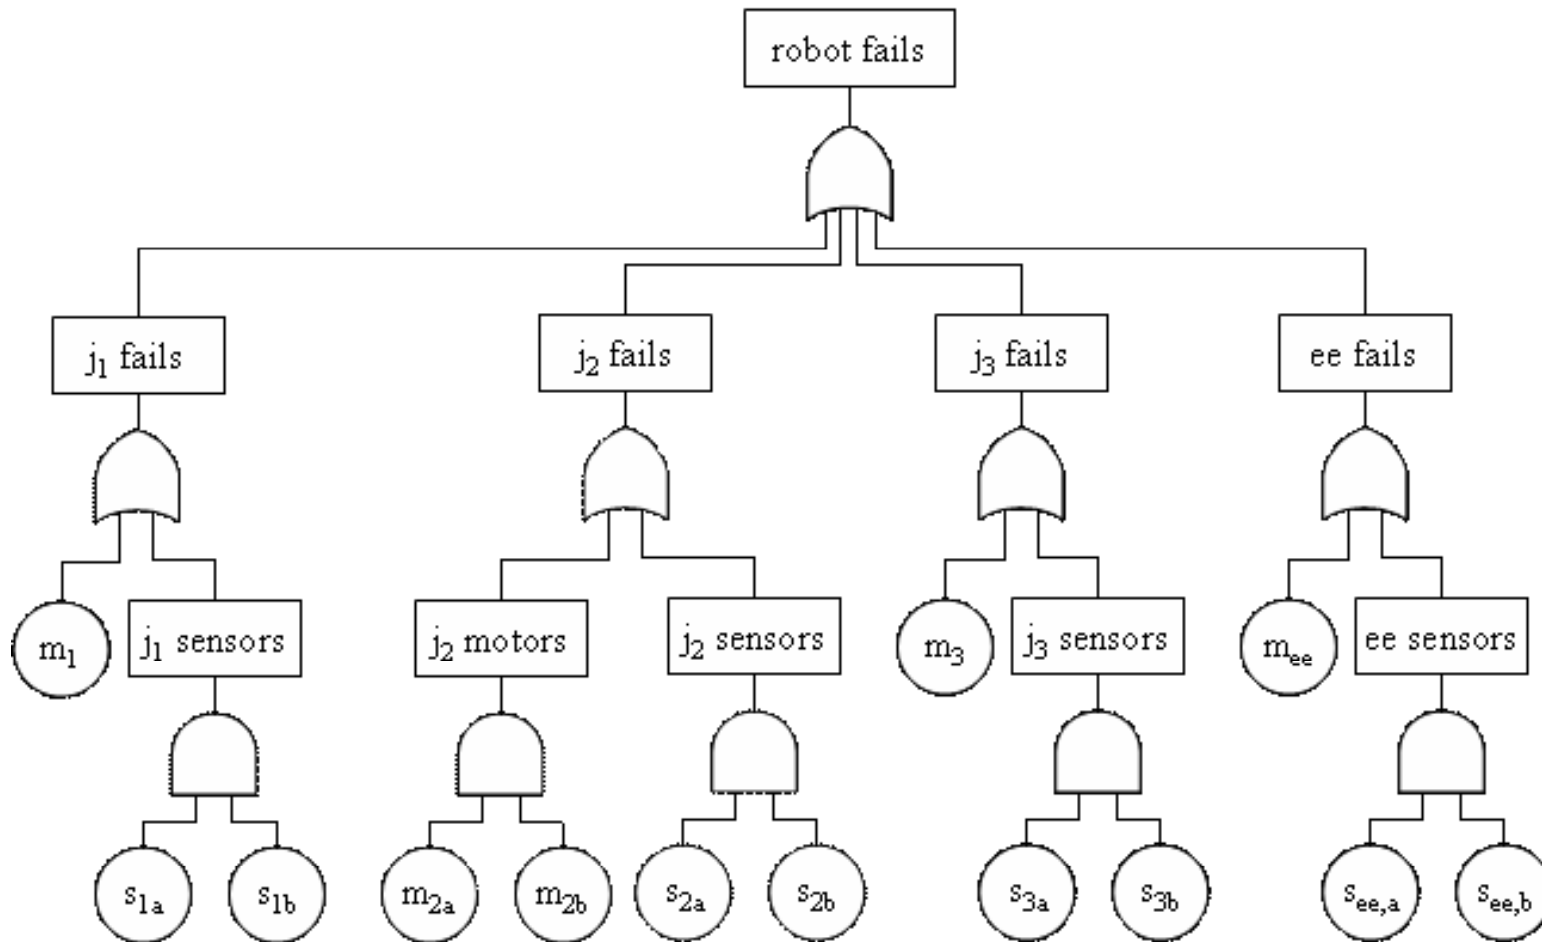 robot fails
j1 fails
j2 fails
j3 fails
ee fails
m1
j1 sensors
j2 motors
j2 sensors
m3
j3 sensors
mee
ee sensors
s1a
s1b
m2a
m2b
s2a
s2b
s3a
s3b
see,a
see,b